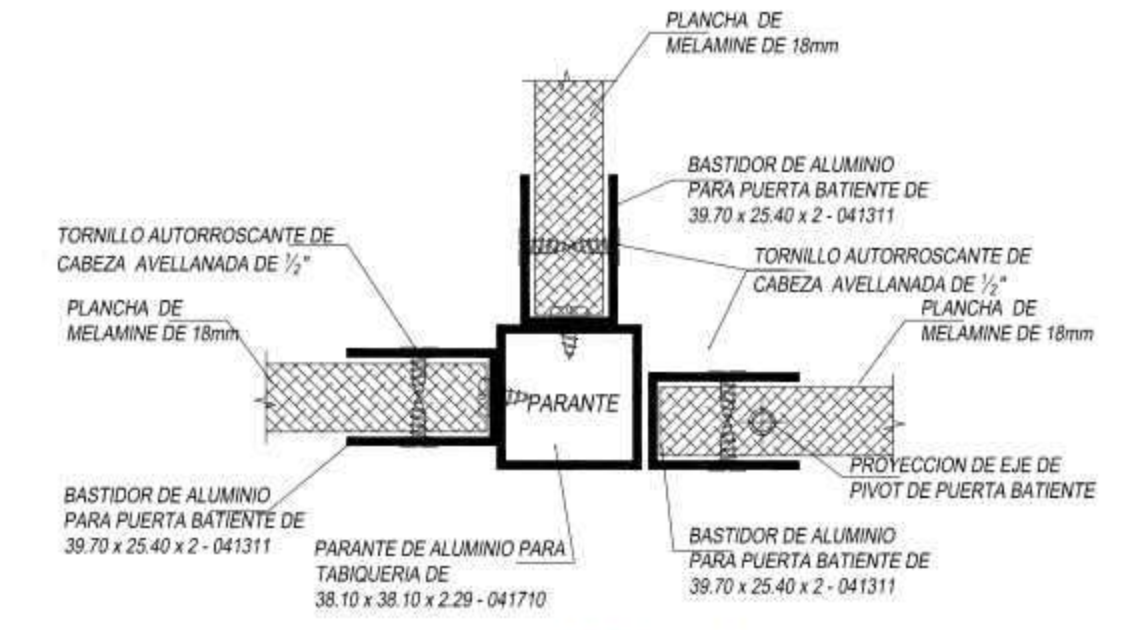 PLANCHA DE
MELAMINE DE 18mm
BASTIDOR DE ALUMINIO
PARA PUERTA BATIENTE DE
39.70 x 25.40 x 2 - 041311
TORNILLO AUTORROSCANTE DE
CABEZA AVELLANADA DE ½"
TORNILLO AUTORROSCANTE DE
CABEZA AVELLANADA DE ½"
PLANCHA DE
MELAMINE DE 18mm
PLANCHA DE
MELAMINE DE 18mm
PARANTE
PROYECCION DE EJE DE
PIVOT DE PUERTA BATIENTE
BASTIDOR DE ALUMINIO
PARA PUERTA BATIENTE DE
39.70 x 25.40 x 2 - 041311
PARANTE DE ALUMINIO PARA
TABIQUERIA DE
38.10 x 38.10 x 2.29 - 041710
BASTIDOR DE ALUMINIO
PARA PUERTA BATIENTE DE
39.70 x 25.40 x 2 - 041311